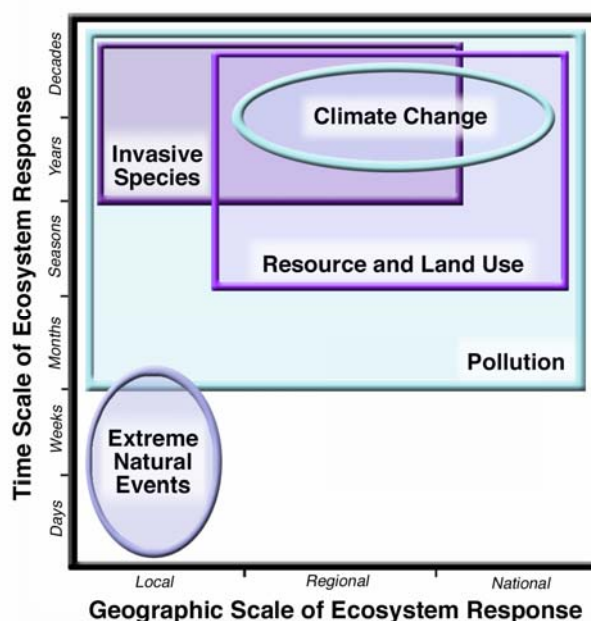 Time Scale of Ecosystem Response
Decades
Years
Seasons
Months
Weeks
Days
Climate Change
Invasive
Species
Resource and Land Use
Pollution
Extreme
Natural
Events
Local
Regional
National
Geographic Scale of Ecosystem Response